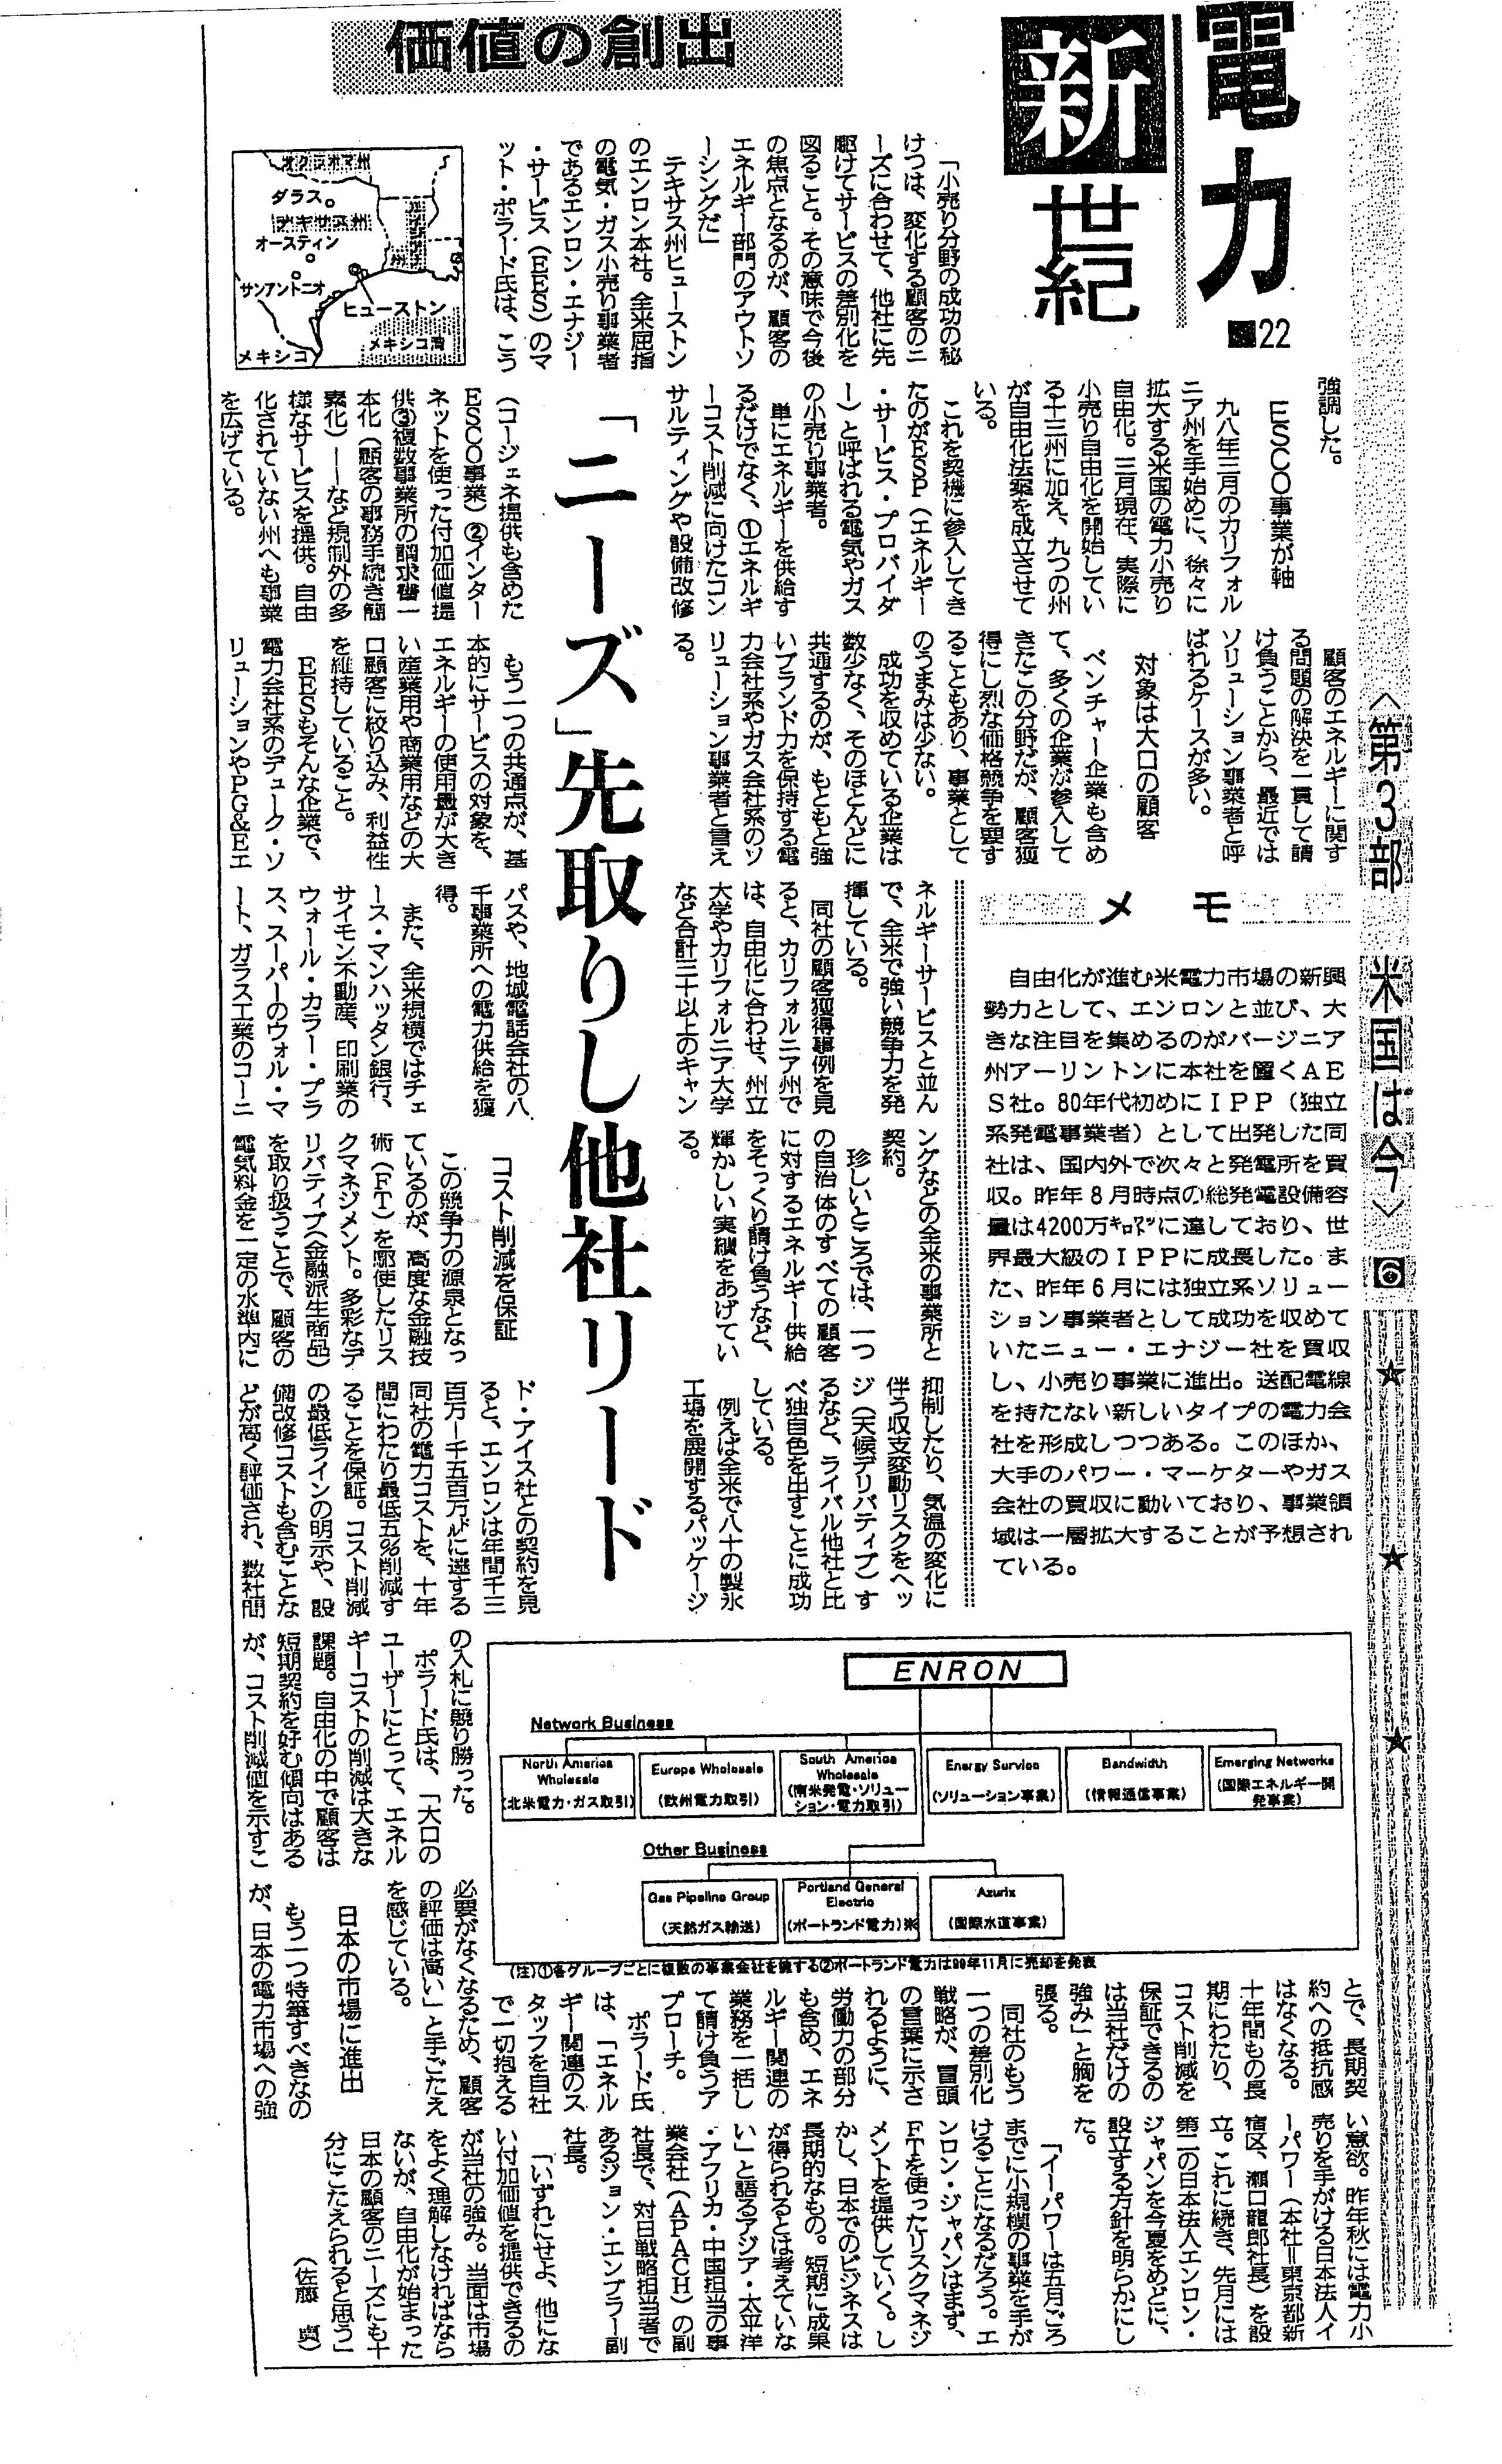 電力
新
世紀
22
価値の創出
〈第3部 米国は今〉6
「ニーズ」先取りし他社リード
「小売り分野の成功の秘
けつは、変化する顧客のニ
ーズに合わせて、他社に先
駆けてサービスの差別化を
図ること。その意味で今後
の焦点となるのが、顧客の
エネルギー部門のアウトソ
ーシングだ」
テキサス州ヒューストン
のエンロン本社。全米屈指
の電気・ガス小売り事業者
であるエンロン・エナジー
・サービス(EES)のマ
ット・ポラード氏は、こう
オクラホマ州
ダラス
テキサス州
オースティン
サンアントニオ
ヒューストン
メキシコ湾
メキシコ
強調した。
ESCO事業が軸
九八年三月のカリフォル
ニア州を手始めに、徐々に
拡大する米国の電力小売り
自由化。三月現在、実際に
小売り自由化を開始してい
る十三州に加え、九つの州
が自由化法案を成立させて
いる。
これを契機に参入してき
たのがESP(エネルギー
・サービス・プロバイダ
ー)と呼ばれる電気やガス
の小売り事業者。
単にエネルギーを供給す
るだけでなく、①エネルギ
ーコスト削減に向けたコン
サルティングや設備改修
(コージェネ提供も含めた
ESCO事業)②インター
ネットを使った付加価値提
供③複数事業所の請求書一
本化(顧客の事務手続き簡
素化)——など規制外の多
様なサービスを提供。自由
化されていない州へも事業
を広げている。
顧客のエネルギーに関す
る問題の解決を一貫して請
け負うことから、最近では
ソリューション事業者と呼
ばれるケースが多い。
対象は大口の顧客
ベンチャー企業も含め
て、多くの企業が参入して
きたこの分野だが、顧客獲
得にし烈な価格競争を要す
ることもあり、事業として
のうまみは少ない。
成功を収めている企業は
数少なく、そのほとんどに
共通するのが、もともと強
いブランド力を保持する電
力会社系やガス会社系のソ
リューション事業者と言え
る。
もう一つの共通点が、基
本的にサービスの対象を、
エネルギーの使用量が大き
い産業用や商業用などの大
口顧客に絞り込み、利益性
を維持していること。
EESもそんな企業で、
電力会社系のデューク・ソ
リューションやPG&Eエ
ネルギーサービスと並ん
で、全米で強い競争力を発
揮している。
同社の顧客獲得事例を見
ると、カリフォルニア州で
は、自由化に合わせ、州立
大学やカリフォルニア大学
など合計三十以上のキャン
パスや、地域電話会社の八
千事業所への電力供給を獲
得。
また、全米規模ではチェ
ース・マンハッタン銀行、
サイモン不動産、印刷業の
ウォール・カラー・プラ
ス、スーパーのウォル・マ
ート、ガラス工業のコーニ
ングなどの全米の事業所と
契約。
珍しいところでは、一つ
の自治体のすべての顧客
に対するエネルギー供給
をそっくり請け負うなど、
輝かしい実績をあげてい
る。
コスト削減を保証
この競争力の源泉となっ
ているのが、高度な金融技
術(FT)を駆使したリス
クマネジメント。多彩なデ
リバティブ(金融派生商品)
を取り扱うことで、顧客の
電気料金を一定の水準内に
抑制したり、気温の変化に
伴う収支変動リスクをヘッ
ジ(天候デリバティブ)す
るなど、ライバル他社と比
べ独自色を出すことに成功
している。
例えば全米で八十の製氷
工場を展開するパッケージ
ド・アイス社との契約を見
ると、エンロンは年間千三
百万―千五百万㌦に達する
同社の電力コストを、十年
間にわたり最低五%削減す
ることを保証。コスト削減
の最低ラインの明示や、設
備改修コストも含むことな
どが高く評価され、数社間
の入札に競り勝った。
ポラード氏は、「大口の
ユーザーにとって、エネル
ギーコストの削減は大きな
課題。自由化の中で顧客は
短期契約を好む傾向はある
が、コスト削減値を示すこ
とで、長期契
約への抵抗感
はなくなる。
十年間もの長
期にわたり、
コスト削減を
保証できるの
は当社だけの
強み」と胸を
張る。
同社のもう
一つの差別化
戦略が、冒頭
の言葉に示さ
れるように、
労働力の部分
も含め、エネ
ルギー関連の
業務を一括し
て請け負うア
プローチ。
ポラード氏
は、「エネル
ギー関連のス
タッフを自社
で一切抱える
必要がなくなるため、顧客
の評価は高い」と手ごたえ
を感じている。
日本の市場に進出
もう一つ特筆すべきなの
が、日本の電力市場への強
い意欲。昨年秋には電力小
売りを手がける日本法人イ
ーパワー(本社＝東京都新
宿区、瀬口龍郎社長)を設
立。これに続き、先月には
第二の日本法人エンロン・
ジャパンを今夏をめどに、
設立する方針を明らかにし
た。
「イーパワーは五月ごろ
までに小規模の事業を手が
けることになるだろう。エ
ンロン・ジャパンはまず、
FTを使ったリスクマネジ
メントを提供していく。し
かし、日本でのビジネスは
長期的なもの。短期に成果
が得られるとは考えていな
い」と語るアジア・太平洋
・アフリカ・中国担当の事
業会社(APACH)の副
社長で、対日戦略担当者で
あるジョン・エンブラー副
社長。
「いずれにせよ、他にな
い付加価値を提供できるの
が当社の強み。当面は市場
をよく理解しなければなら
ないが、自由化が始まった
日本の顧客のニーズにも十
分にこたえられると思う」
(佐藤 貞)
メモ
自由化が進む米電力市場の新興
勢力として、エンロンと並び、大
きな注目を集めるのがバージニア
州アーリントンに本社を置くAE
S社。80年代初めにIPP(独立
系発電事業者)として出発した同
社は、国内外で次々と発電所を買
収。昨年8月時点の総発電設備容
量は4200万㌔㍗に達しており、世
界最大級のIPPに成長した。ま
た、昨年6月には独立系ソリュー
ション事業者として成功を収めて
いたニュー・エナジー社を買収
し、小売り事業に進出。送配電線
を持たない新しいタイプの電力会
社を形成しつつある。このほか、
大手のパワー・マーケターやガス
会社の買収に動いており、事業領
域は一層拡大することが予想され
ている。
ENRON
Network Business
North America
Wholesale
(北米電力・ガス取引)
Europe Wholesale
(欧州電力取引)
South America
Wholesale
(南米発電・ソリュー
ション・電力取引)
Energy Service
(ソリューション事業)
Bandwidth
(情報通信事業)
Emerging Networks
(国際エネルギー開
発事業)
Other Business
Gas Pipeline Group
(天然ガス輸送)
Portland General
Electric
(ポートランド電力)※
Azurix
(国際水道事業)
(注)①各グループごとに複数の事業会社を擁する②ポートランド電力は99年11月に売却を発表